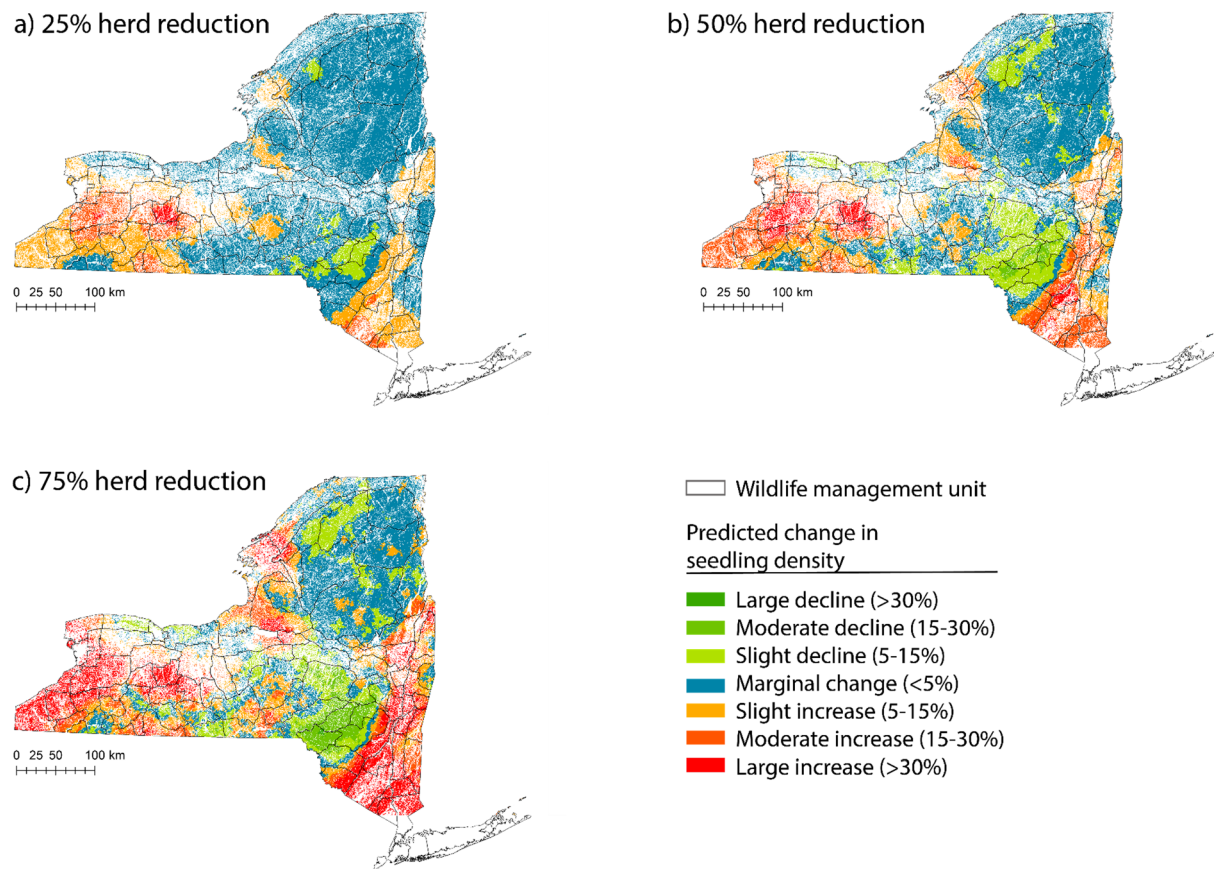 a) 25% herd reduction
b) 50% herd reduction
0 25 50 100 km
0 25 50 100 km
c) 75% herd reduction
Wildlife management unit
Predicted change in
seedling density
Large decline (>30%)
Moderate decline (15-30%)
Slight decline (5-15%)
Marginal change (<5%)
Slight increase (5-15%)
Moderate increase (15-30%)
Large increase (>30%)
0 25 50 100 km